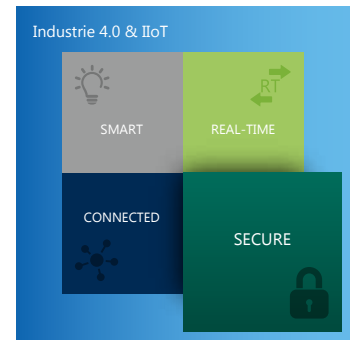 Industrie 4.0 & IIoT
SMART
RT
REAL-TIME
CONNECTED
SECURE